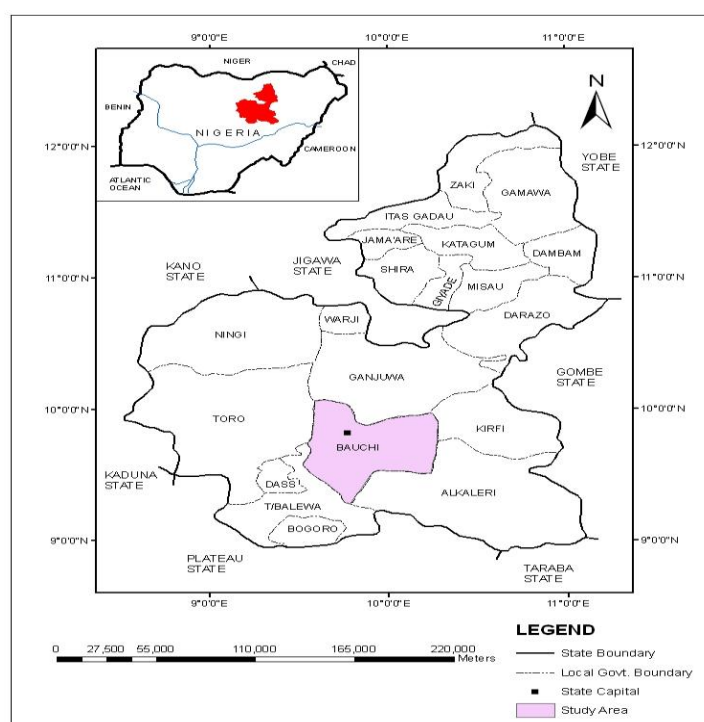 9°0'0"E
10°0'0"E
11°0'0"E
NIGER
CHAD
BENIN
NIGERIA
CAMEROON
ATLANTIC
OCEAN
N
12°0'0"N
12°0'0"N
YOBE
STATE
ZAKI
GAMAWA
ITAS GADAU
JAMA'ARE
KATAGUM
DAMBAM
KANO
STATE
JIGAWA
STATE
SHIRA
GIYADE
MISAU
11°0'0"N
11°0'0"N
WARJI
DARAZO
NINGI
GANJUWA
GOMBE
STATE
10°0'0"N
10°0'0"N
TORO
KIRFI
BAUCHI
KADUNA
STATE
DASS
ALKALERI
T/BALEWA
BOGORO
9°0'0"N
9°0'0"N
PLATEAU
STATE
TARABA
STATE
9°0'0"E
10°0'0"E
11°0'0"E
0 27,500 55,000 110,000 165,000 220,000
Meters
LEGEND
State Boundary
Local Govt. Boundary
State Capital
Study Area